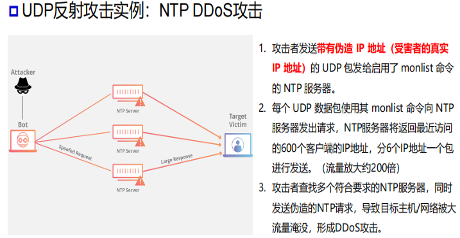 UDP反射攻击实例：NTP DDoS攻击
Attacker
Bot
Spoofed Request
NTP Server
NTP Server
NTP Server
Large Response
Target
Victim
1. 攻击者发送带有伪造 IP 地址（受害者的真实
IP 地址）的 UDP 包发给启用了 monlist 命令
的 NTP 服务器。
2. 每个 UDP 数据包使用其 monlist 命令向 NTP
服务器发出请求，NTP服务器将返回最近访问
的600个客户端的IP地址，分6个IP地址一个包
进行发送。（流量放大约200倍）
3. 攻击者查找多个符合要求的NTP服务器，同时
发送伪造的NTP请求，导致目标主机/网络被大
流量淹没，形成DDoS攻击。